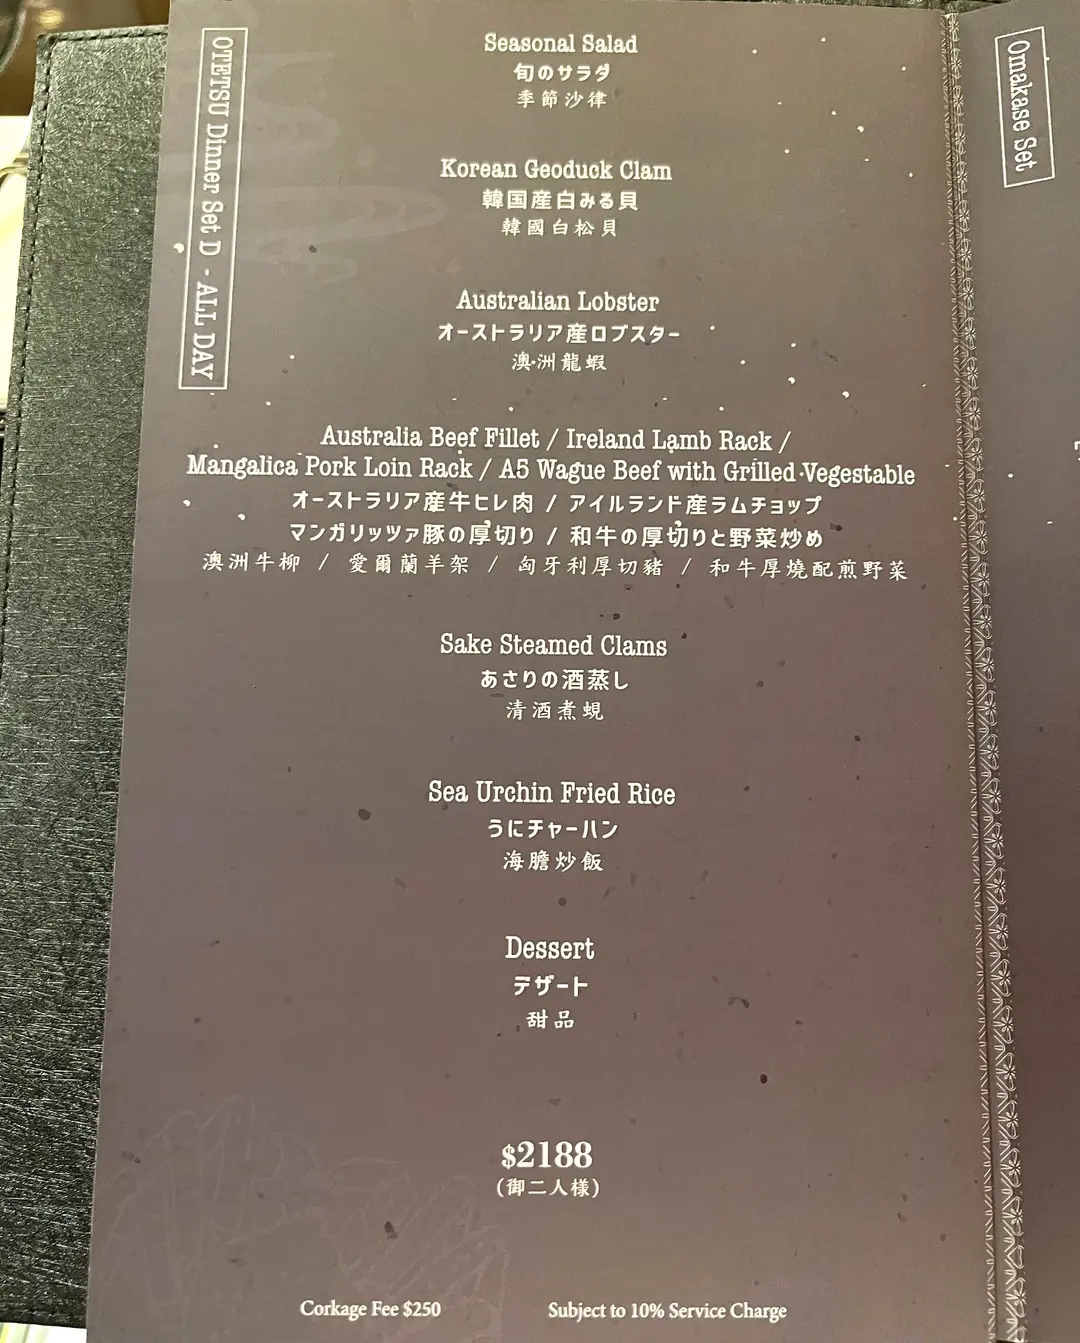 OTETSU Dinner Set D - ALL DAY
Seasonal Salad
旬のサラダ
季節沙律
Korean Geoduck Clam
韓国産白みる貝
韓國白松貝
Australian Lobster
オーストラリア産ロブスター
澳洲龍蝦
Australia Beef Fillet / Ireland Lamb Rack /
Mangalica Pork Loin Rack / A5 Wague Beef with Grilled Vegestable
オーストラリア産牛ヒレ肉 / アイルランド産ラムチョップ
マンガリッツァ豚の厚切り / 和牛の厚切りと野菜炒め
澳洲牛柳 / 愛爾蘭羊架 / 匈牙利厚切豬 / 和牛厚燒配煎野菜
Sake Steamed Clams
あさりの酒蒸し
清酒煮蜆
Sea Urchin Fried Rice
うにチャーハン
海膽炒飯
Dessert
デザート
甜品
$2188
(御二人様)
Corkage Fee $250
Subject to 10% Service Charge
Omakase Set